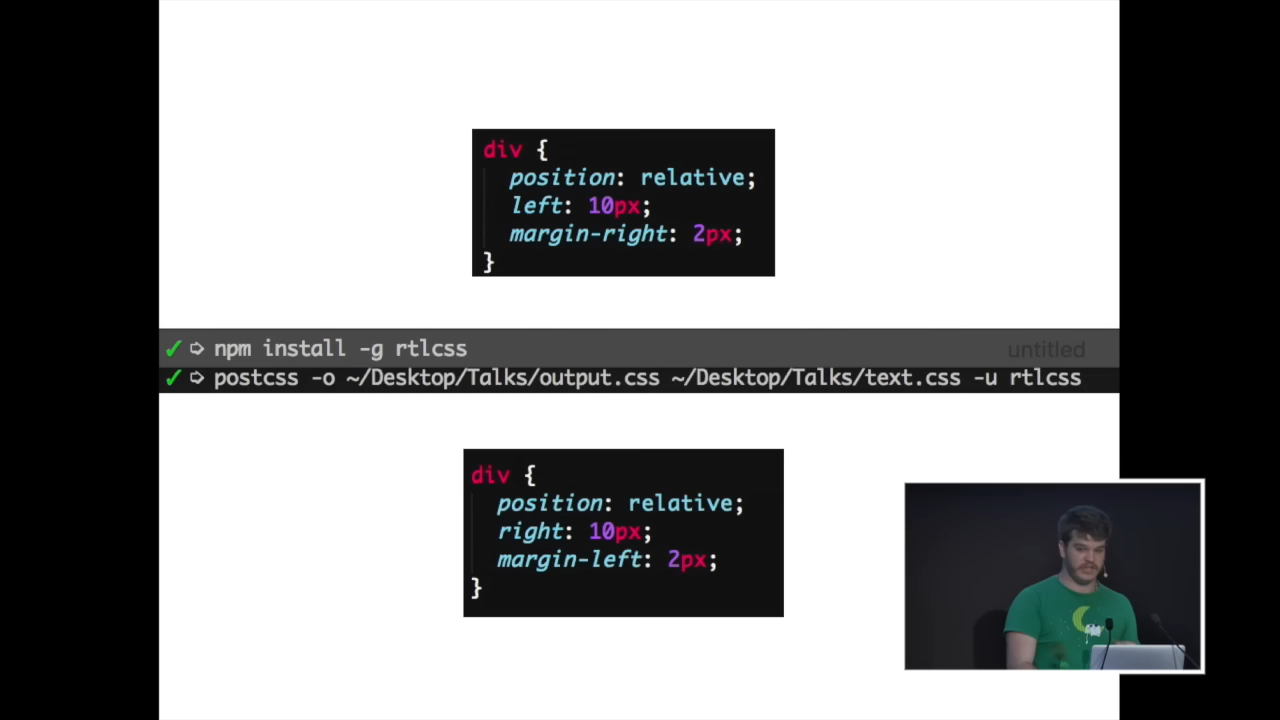 div {
position: relative;
left: 10px;
margin-right: 2px;
}
✓ ➪ npm install -g rtlcss
untitled
✓ ➪ postcss -o ~/Desktop/Talks/output.css ~/Desktop/Talks/text.css -u rtlcss
div {
position: relative;
right: 10px;
margin-left: 2px;
}